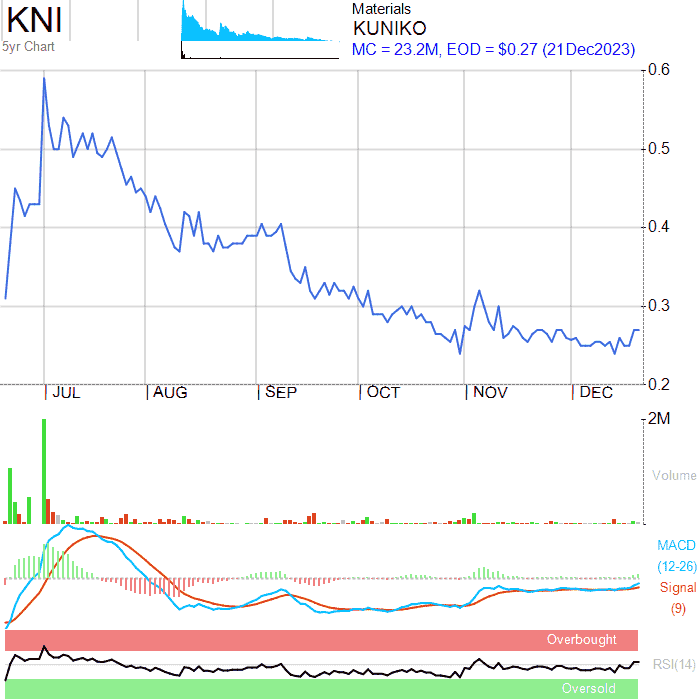 KNI
5yr Chart
Materials
KUNIKO
MC = 23.2M, EOD = $0.27 (21Dec2023)
0.6
0.5
0.4
0.3
0.2
JUL AUG SEP OCT NOV DEC
2M
Volume
MACD
(12-26)
Signal
(9)
Overbought
RSI(14)
Oversold